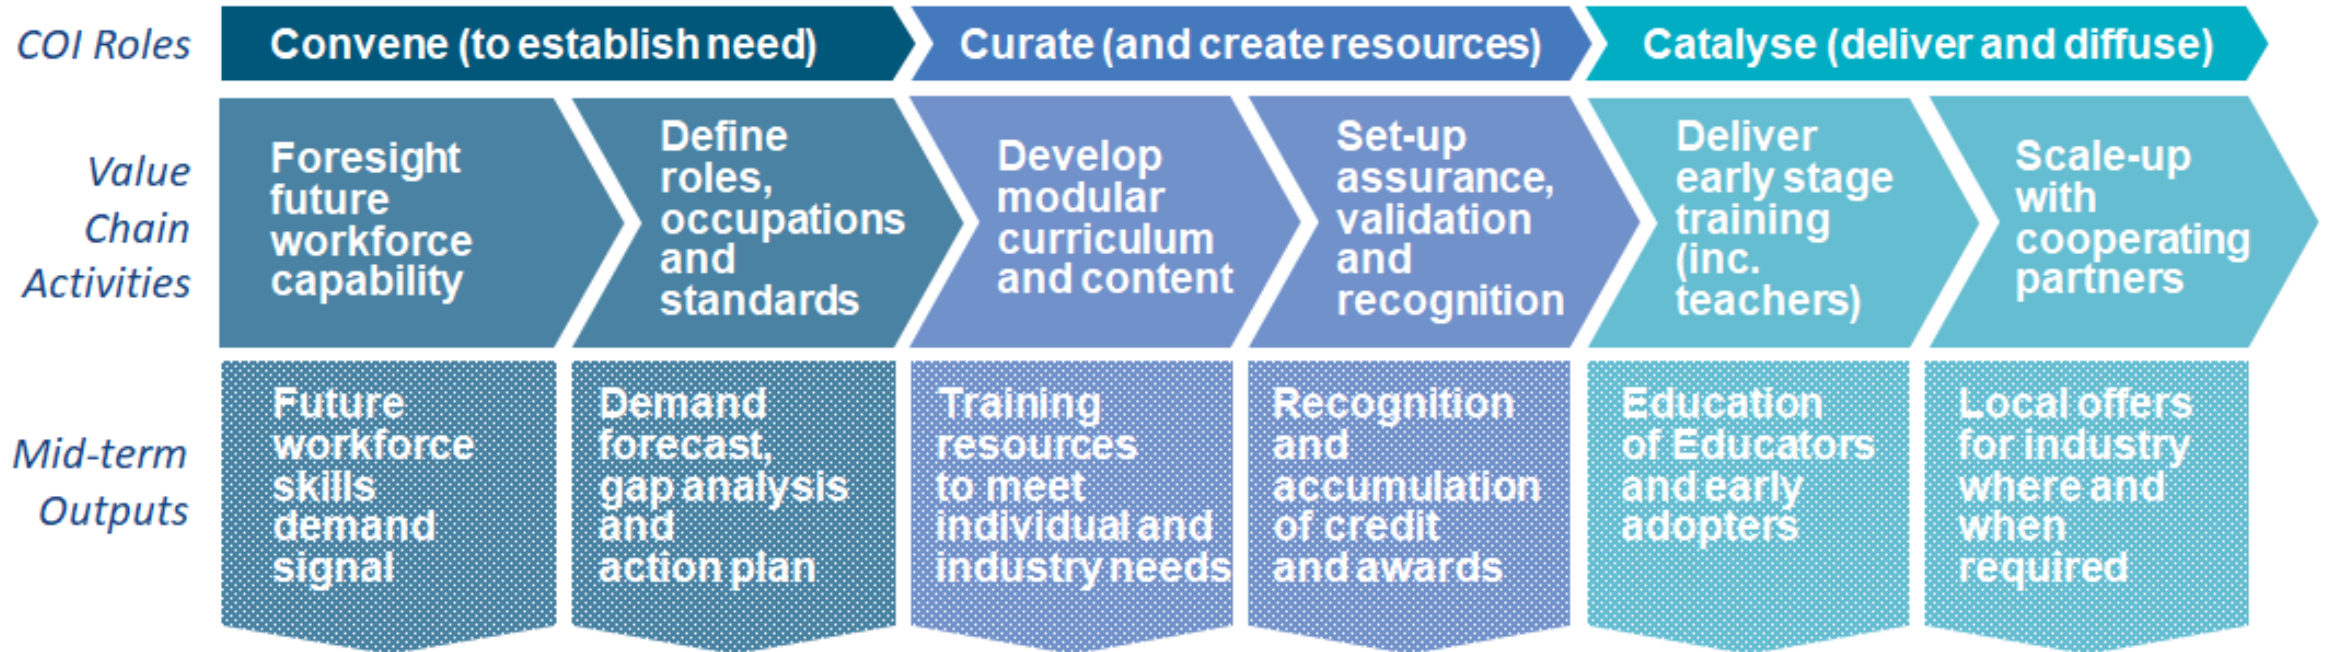 COI Roles
Convene (to establish need)
Curate (and create resources)
Catalyse (deliver and diffuse)
Value
Chain
Activities
Foresight
future
workforce
capability
Define
roles,
occupations
and
standards
Develop
modular
curriculum
and content
Set-up
assurance,
validation
and
recognition
Deliver
early stage
training
(inc.
teachers)
Scale-up
with
cooperating
partners
Mid-term
Outputs
Future
workforce
skills
demand
signal
Demand
forecast,
gap analysis
and
action plan
Training
resources
to meet
individual and
industry needs
Recognition
and
accumulation
of credit
and awards
Education
of Educators
and early
adopters
Local offers
for industry
where and
when
required